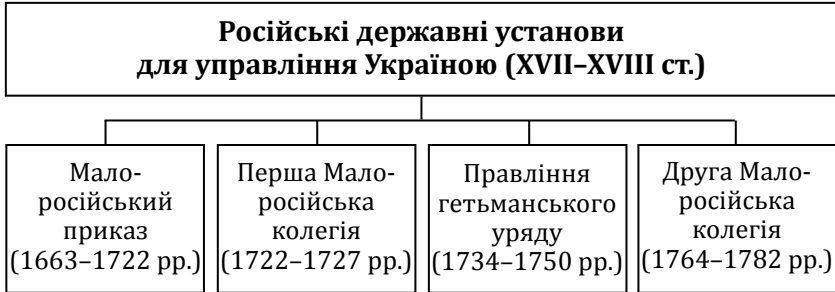 Російські державні установи
для управління Україною (XVII–XVIII ст.)
Мало-
російський
приказ
(1663–1722 рр.)
Перша Мало-
російська
колегія
(1722–1727 рр.)
Правління
гетьманського
уряду
(1734–1750 рр.)
Друга Мало-
російська
колегія
(1764–1782 рр.)